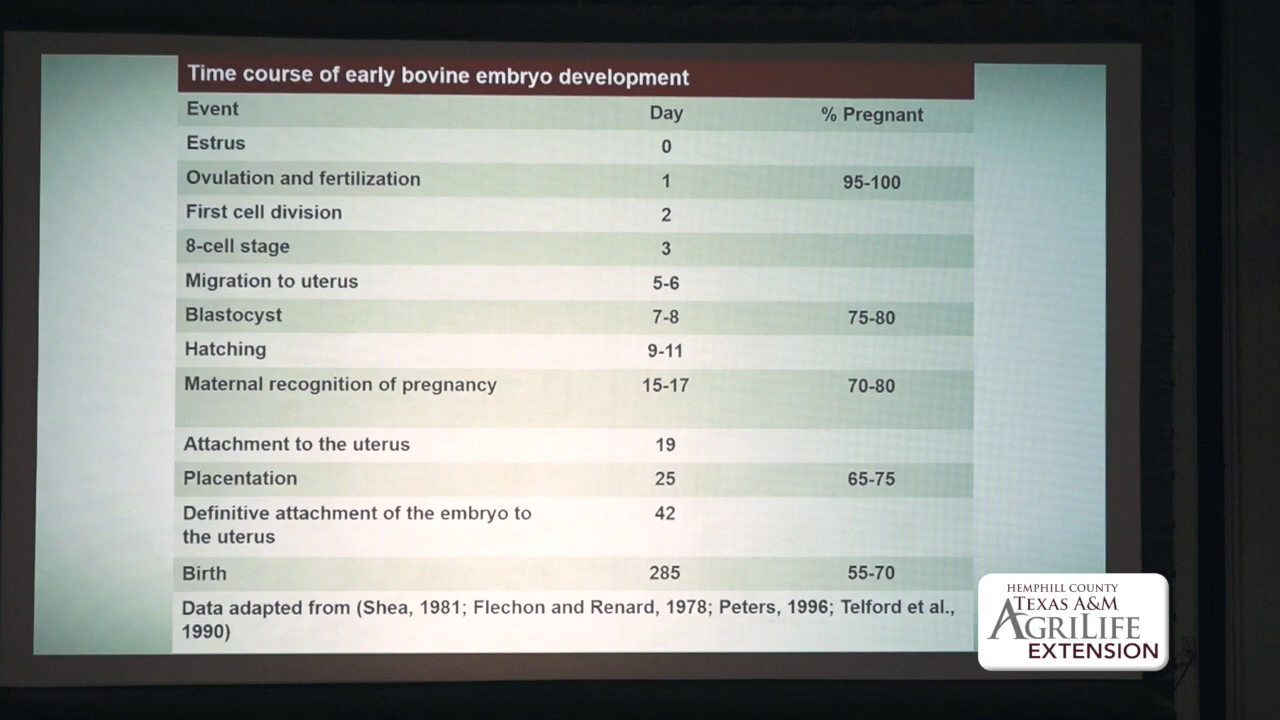 Time course of early bovine embryo development
Event Day % Pregnant
Estrus 0
Ovulation and fertilization 1 95-100
First cell division 2
8-cell stage 3
Migration to uterus 5-6
Blastocyst 7-8 75-80
Hatching 9-11
Maternal recognition of pregnancy 15-17 70-80
Attachment to the uterus 19
Placentation 25 65-75
Definitive attachment of the embryo to 42
the uterus
Birth 285 55-70
Data adapted from (Shea, 1981; Flechon and Renard, 1978; Peters, 1996; Telford et al.,
1990)
HEMPHILL COUNTY
TEXAS A&M
AGRILIFE
EXTENSION